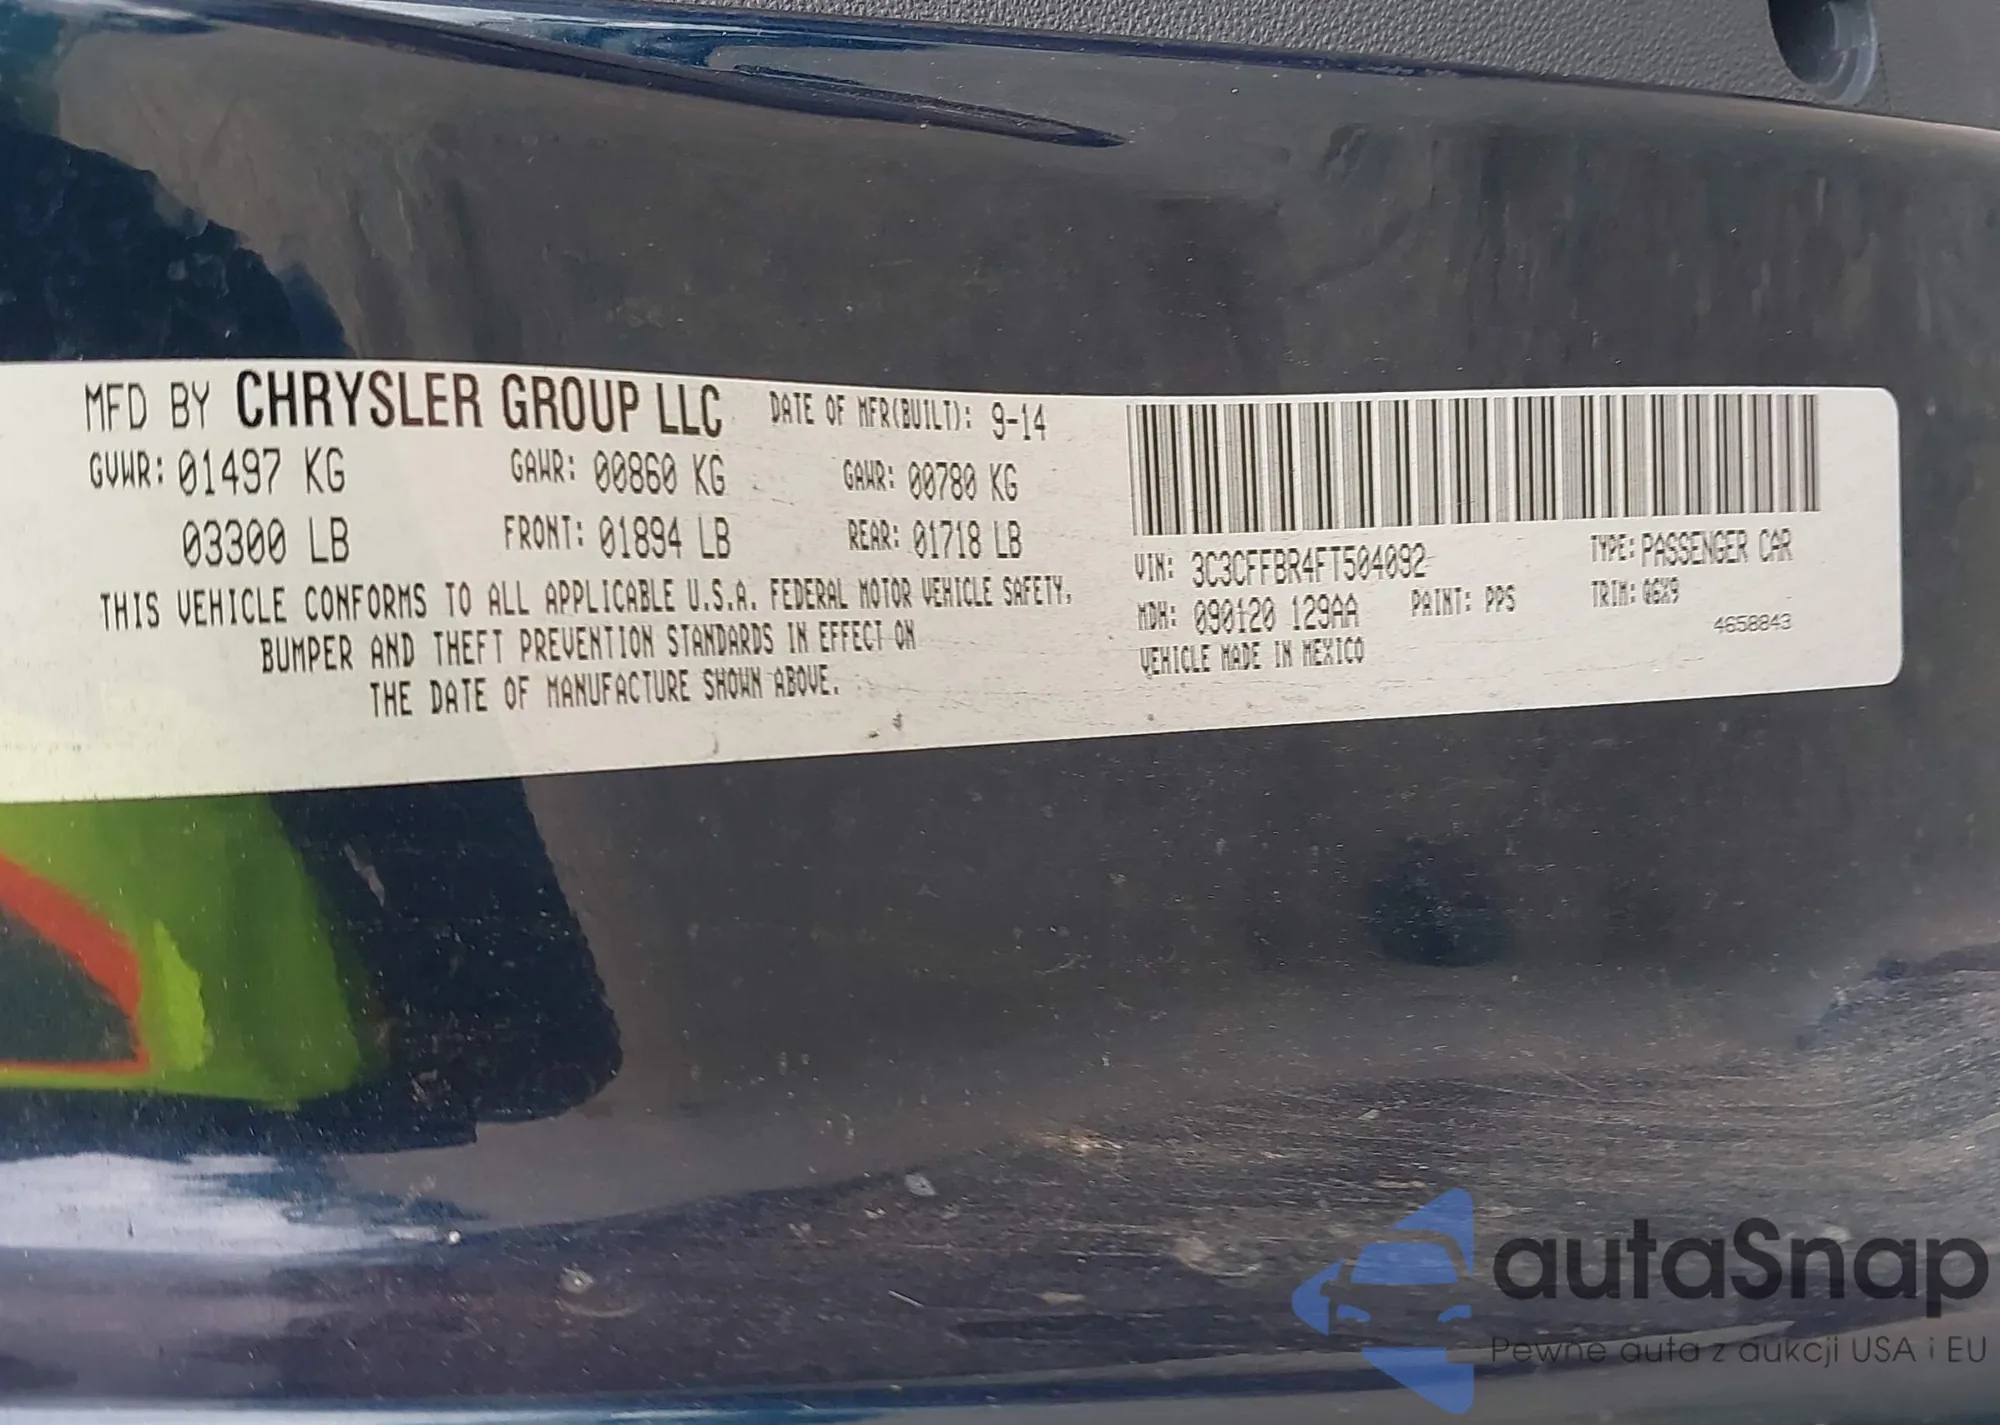 MFD BY CHRYSLER GROUP LLC DATE OF MFR(BUILT): 9-14
GVWR: 01497 KG GAWR: 00860 KG GAWR: 00780 KG
03300 LB FRONT: 01894 LB REAR: 01718 LB
THIS VEHICLE CONFORMS TO ALL APPLICABLE U.S.A. FEDERAL MOTOR VEHICLE SAFETY,
BUMPER AND THEFT PREVENTION STANDARDS IN EFFECT ON
THE DATE OF MANUFACTURE SHOWN ABOVE.
VIN: 3C3CFFBR4FT504092 TYPE: PASSENGER CAR
MDH: 090120 129AA PAINT: PPS TRIM: QGX9
VEHICLE MADE IN MEXICO 4658843
autaSnap
Pewne auta z aukcji USA i EU